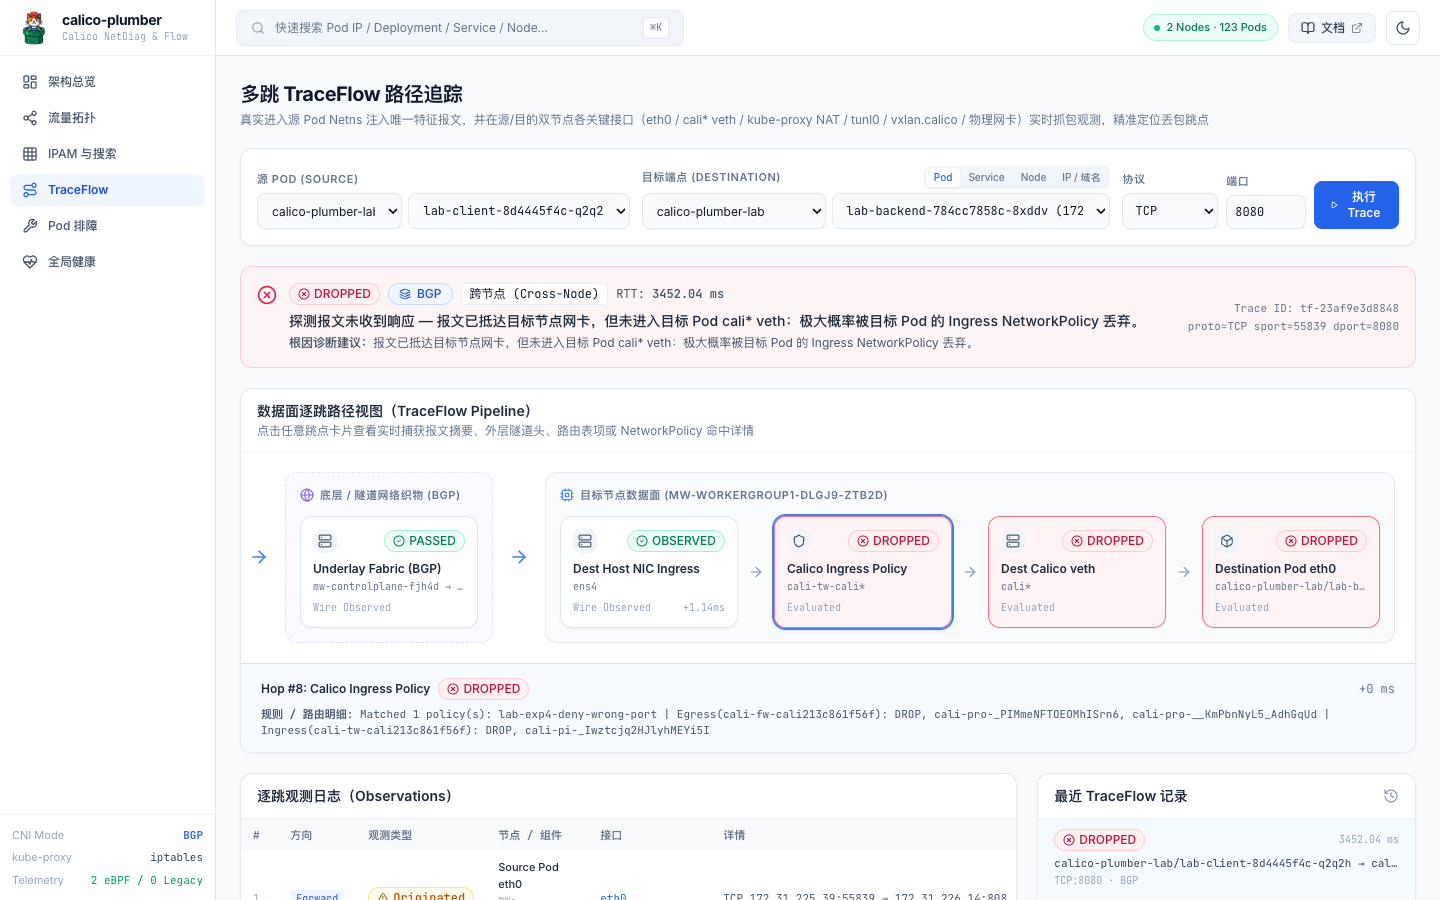 calico-plumber
Calico NetDiag & Flow
快速搜索 Pod IP / Deployment / Service / Node...
⌘K
2 Nodes · 123 Pods
文档
架构总览
流量拓扑
IPAM 与搜索
TraceFlow
Pod 排障
全局健康
CNI Mode BGP
kube-proxy iptables
Telemetry 2 eBPF / 0 Legacy
多跳 TraceFlow 路径追踪
真实进入源 Pod Netns 注入唯一特征报文，并在源/目的双节点各关键接口（eth0 / cali* veth / kube-proxy NAT / tunl0 / vxlan.calico / 物理网卡）实时抓包观测，精准定位丢包跳点
源 POD (SOURCE)
目标端点 (DESTINATION)
Pod Service Node IP / 域名
协议
端口
calico-plumber-lab
lab-client-8d4445f4c-q2q2
calico-plumber-lab
lab-backend-784cc7858c-8xddv (172
TCP
8080
执行
Trace
DROPPED BGP 跨节点 (Cross-Node) RTT: 3452.04 ms
探测报文未收到响应 — 报文已抵达目标节点网卡，但未进入目标 Pod cali* veth：极大概率被目标 Pod 的 Ingress NetworkPolicy 丢弃。
根因诊断建议：报文已抵达目标节点网卡，但未进入目标 Pod cali* veth：极大概率被目标 Pod 的 Ingress NetworkPolicy 丢弃。
Trace ID: tf-23af9e3d8848
proto=TCP sport=55839 dport=8080
数据面逐跳路径视图（TraceFlow Pipeline）
点击任意跳点卡片查看实时捕获报文摘要、外层隧道头、路由表项或 NetworkPolicy 命中详情
底层 / 隧道网络织物 (BGP)
PASSED
Underlay Fabric (BGP)
mw-controlplane-fjh4d → …
Wire Observed
目标节点数据面 (MW-WORKERGROUP1-DLGJ9-ZTB2D)
OBSERVED
Dest Host NIC Ingress
ens4
Wire Observed +1.14ms
DROPPED
Calico Ingress Policy
cali-tw-cali*
Evaluated
DROPPED
Dest Calico veth
cali*
Evaluated
DROPPED
Destination Pod eth0
calico-plumber-lab/lab-b…
Evaluated
Hop #8: Calico Ingress Policy DROPPED +0 ms
规则 / 路由明细: Matched 1 policy(s): lab-exp4-deny-wrong-port | Egress(cali-fw-cali213c861f56f): DROP, cali-pro-_PIMmeNFTOEOMhISrn6, cali-pro-__KmPbnNyL5_AdhGqUd |
Ingress(cali-tw-cali213c861f56f): DROP, cali-pi-_Iwztcjq2HJlyhMEYi5I
逐跳观测日志（Observations）
# 方向 观测类型 节点 / 组件 接口 详情
1 Forward Originated Source Pod
eth0
mw-
eth0 TCP 172.31.225.39:55839 → 172.31.226.14:808
最近 TraceFlow 记录
DROPPED 3452.04 ms
calico-plumber-lab/lab-client-8d4445f4c-q2q2h → cal…
TCP:8080 · BGP